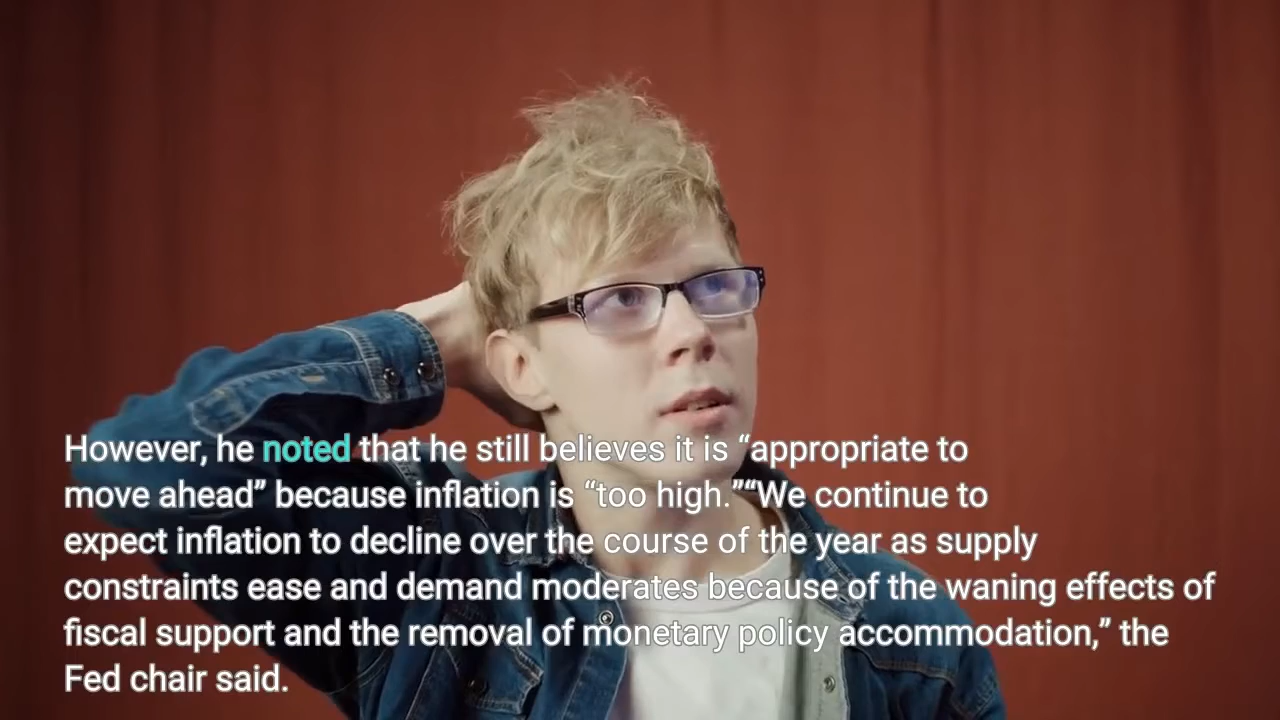 However, he noted that he still believes it is “appropriate to
move ahead” because inflation is “too high.”“We continue to
expect inflation to decline over the course of the year as supply
constraints ease and demand moderates because of the waning effects of
fiscal support and the removal of monetary policy accommodation,” the
Fed chair said.